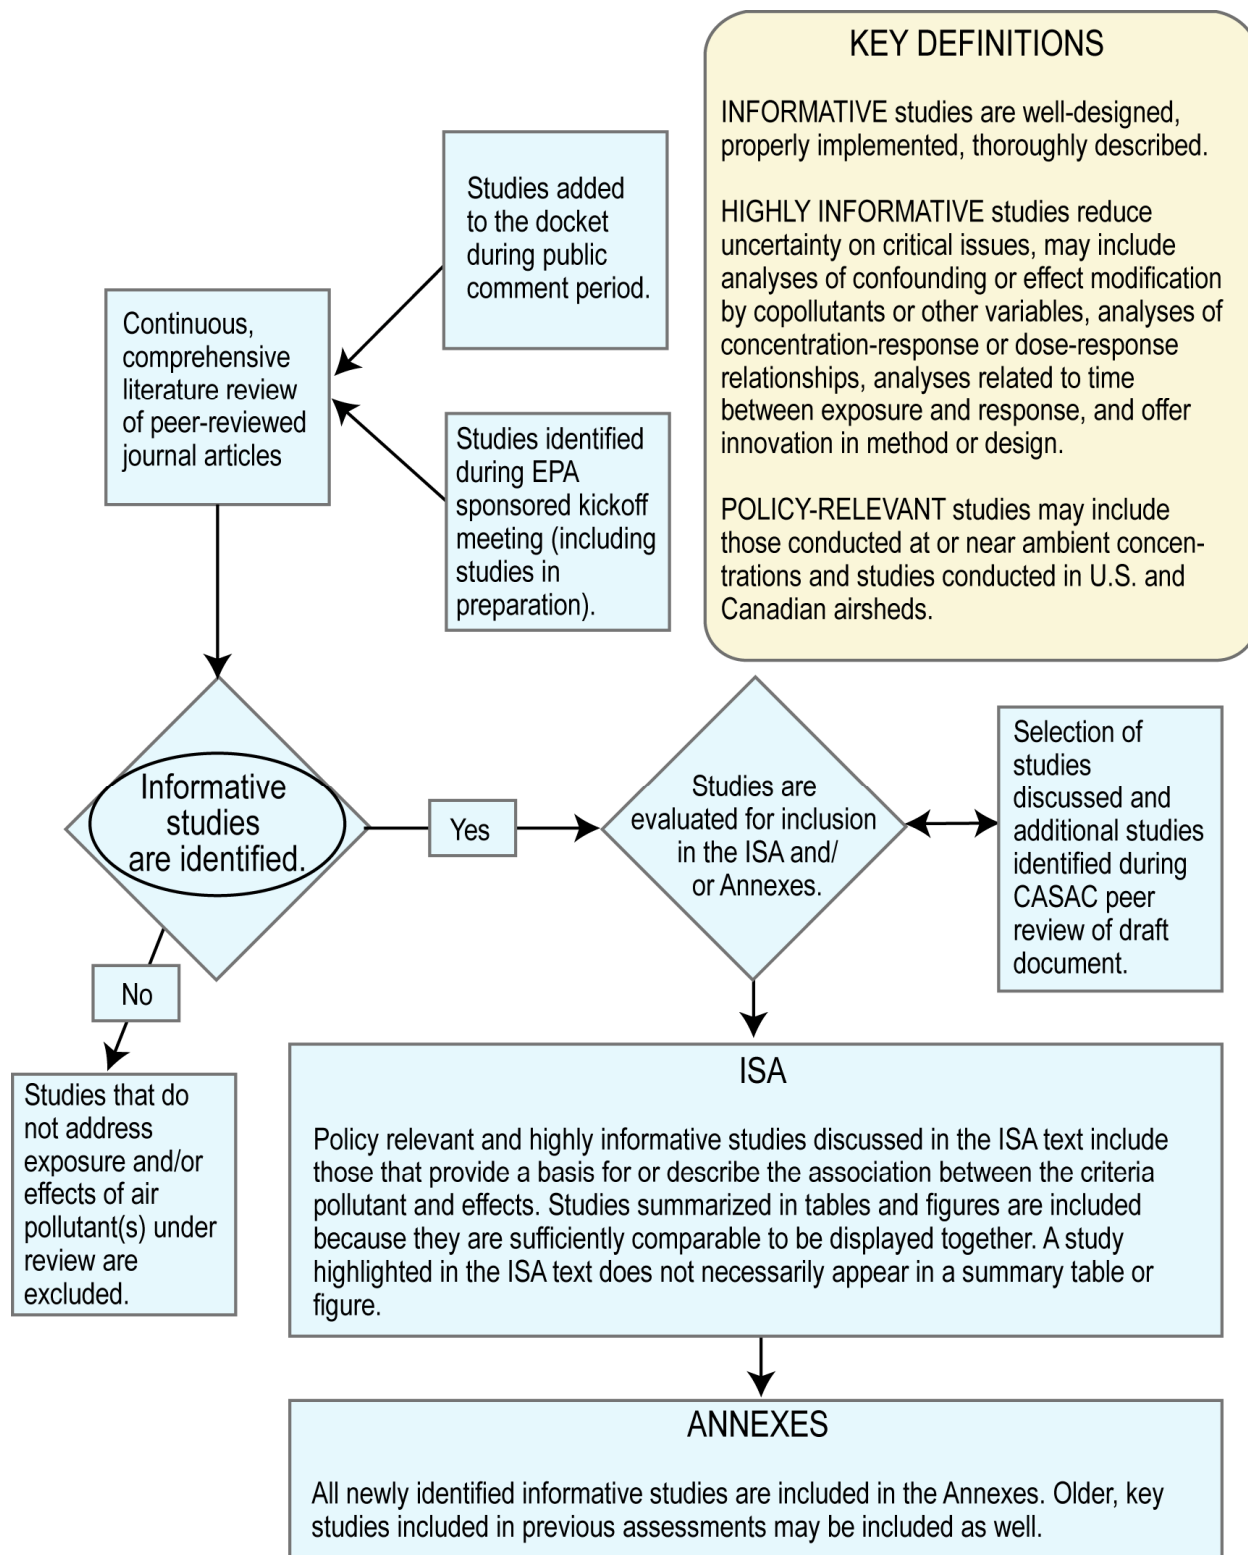 KEY DEFINITIONS
INFORMATIVE studies are well-designed,
properly implemented, thoroughly described.
HIGHLY INFORMATIVE studies reduce
uncertainty on critical issues, may include
analyses of confounding or effect modification
by copollutants or other variables, analyses of
concentration-response or dose-response
relationships, analyses related to time
between exposure and response, and offer
innovation in method or design.
POLICY-RELEVANT studies may include
those conducted at or near ambient concen-
trations and studies conducted in U.S. and
Canadian airsheds.
Studies added
to the docket
during public
comment period.
Continuous,
comprehensive
literature review
of peer-reviewed
journal articles
Studies identified
during EPA
sponsored kickoff
meeting (including
studies in
preparation).
Informative
studies
are identified.
Yes
Studies are
evaluated for inclusion
in the ISA and/
or Annexes.
Selection of
studies
discussed and
additional studies
identified during
CASAC peer
review of draft
document.
No
Studies that do
not address
exposure and/or
effects of air
pollutant(s) under
review are
excluded.
ISA
Policy relevant and highly informative studies discussed in the ISA text include
those that provide a basis for or describe the association between the criteria
pollutant and effects. Studies summarized in tables and figures are included
because they are sufficiently comparable to be displayed together. A study
highlighted in the ISA text does not necessarily appear in a summary table or
figure.
ANNEXES
All newly identified informative studies are included in the Annexes. Older, key
studies included in previous assessments may be included as well.